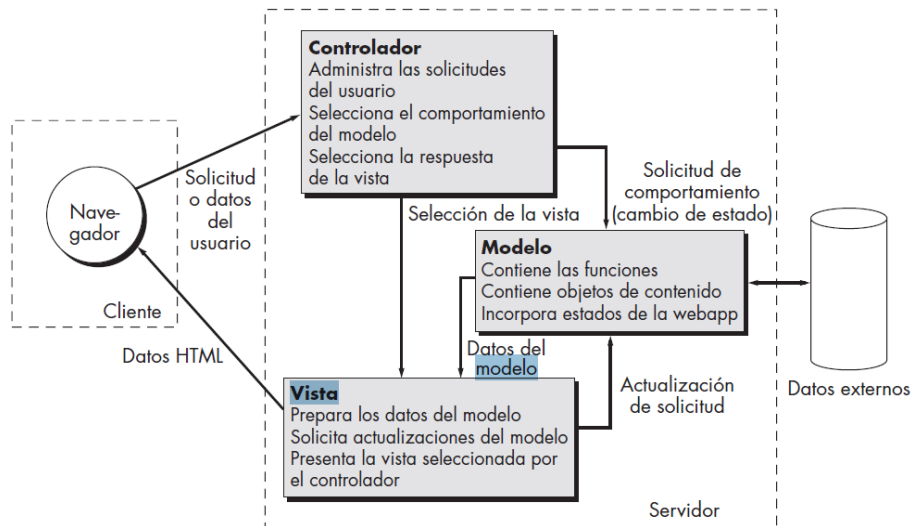 Controlador
Administra las solicitudes
del usuario
Selecciona el comportamiento
del modelo
Selecciona la respuesta
de la vista
Nave-
gador
Cliente
Solicitud
o datos
del
usuario
Selección de la vista
Solicitud de
comportamiento
(cambio de estado)
Modelo
Contiene las funciones
Contiene objetos de contenido
Incorpora estados de la webapp
Datos externos
Datos HTML
Datos del
modelo
Actualización
de solicitud
Vista
Prepara los datos del modelo
Solicita actualizaciones del modelo
Presenta la vista seleccionada por
el controlador
Servidor